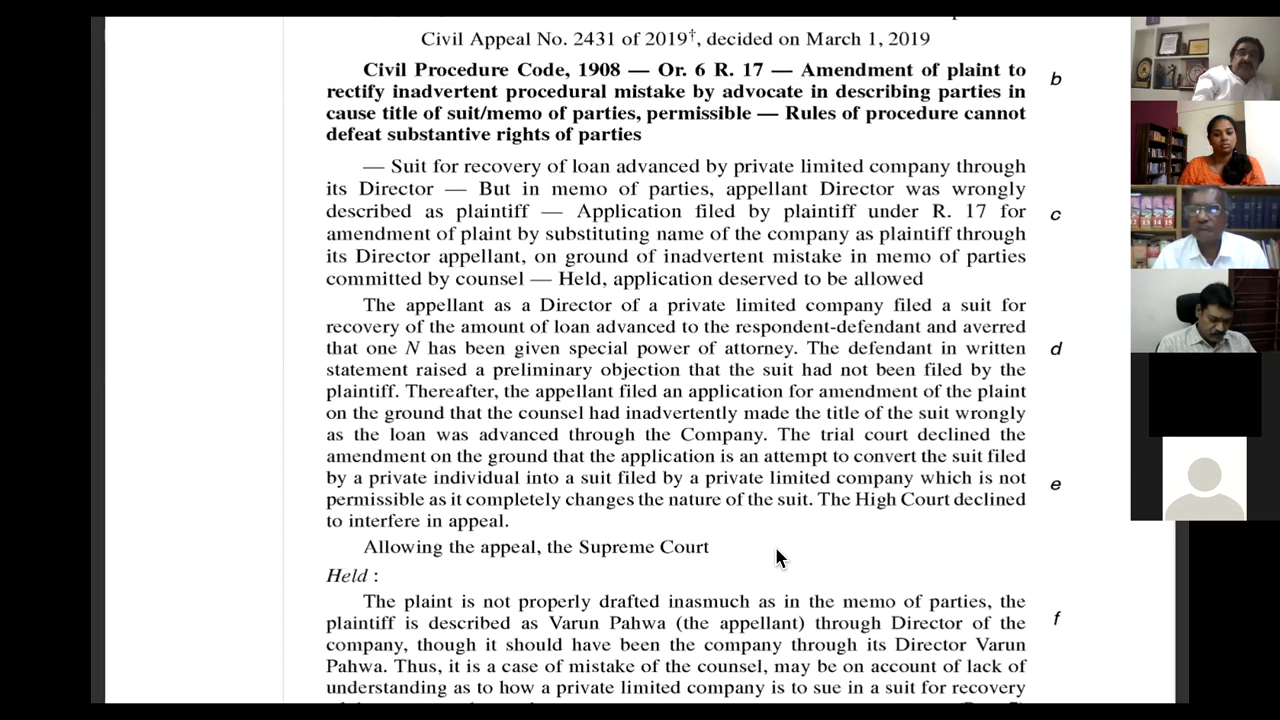 Civil Appeal No. 2431 of 2019†, decided on March 1, 2019
Civil Procedure Code, 1908 — Or. 6 R. 17 — Amendment of plaint to
rectify inadvertent procedural mistake by advocate in describing parties in
cause title of suit/memo of parties, permissible — Rules of procedure cannot
defeat substantive rights of parties
b
— Suit for recovery of loan advanced by private limited company through
its Director — But in memo of parties, appellant Director was wrongly
described as plaintiff — Application filed by plaintiff under R. 17 for
amendment of plaint by substituting name of the company as plaintiff through
its Director appellant, on ground of inadvertent mistake in memo of parties
committed by counsel — Held, application deserved to be allowed
c
The appellant as a Director of a private limited company filed a suit for
recovery of the amount of loan advanced to the respondent-defendant and averred
that one N has been given special power of attorney. The defendant in written
statement raised a preliminary objection that the suit had not been filed by the
plaintiff. Thereafter, the appellant filed an application for amendment of the plaint
on the ground that the counsel had inadvertently made the title of the suit wrongly
as the loan was advanced through the Company. The trial court declined the
amendment on the ground that the application is an attempt to convert the suit filed
by a private individual into a suit filed by a private limited company which is not
permissible as it completely changes the nature of the suit. The High Court declined
to interfere in appeal.
d
e
Allowing the appeal, the Supreme Court
Held :
The plaint is not properly drafted inasmuch as in the memo of parties, the
plaintiff is described as Varun Pahwa (the appellant) through Director of the
company, though it should have been the company through its Director Varun
Pahwa. Thus, it is a case of mistake of the counsel, may be on account of lack of
understanding as to how a private limited company is to sue in a suit for recovery
f